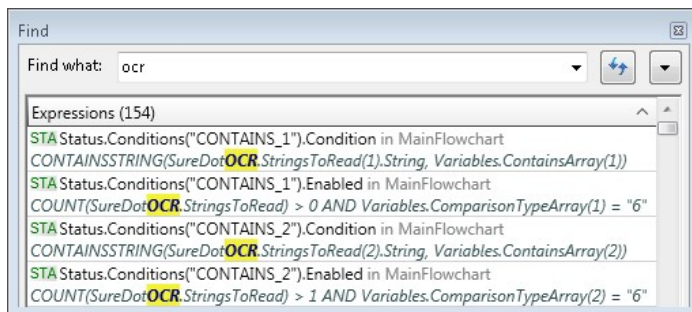 Find
Find what: ocr
Expressions (154)
STA Status.Conditions("CONTAINS_1").Condition in MainFlowchart
CONTAINSSTRING(SureDotOCR.StringsToRead(1).String, Variables.ContainsArray(1))
STA Status.Conditions("CONTAINS_1").Enabled in MainFlowchart
COUNT(SureDotOCR.StringsToRead) > 0 AND Variables.ComparisonTypeArray(1) = "6"
STA Status.Conditions("CONTAINS_2").Condition in MainFlowchart
CONTAINSSTRING(SureDotOCR.StringsToRead(2).String, Variables.ContainsArray(2))
STA Status.Conditions("CONTAINS_2").Enabled in MainFlowchart
COUNT(SureDotOCR.StringsToRead) > 1 AND Variables.ComparisonTypeArray(2) = "6"